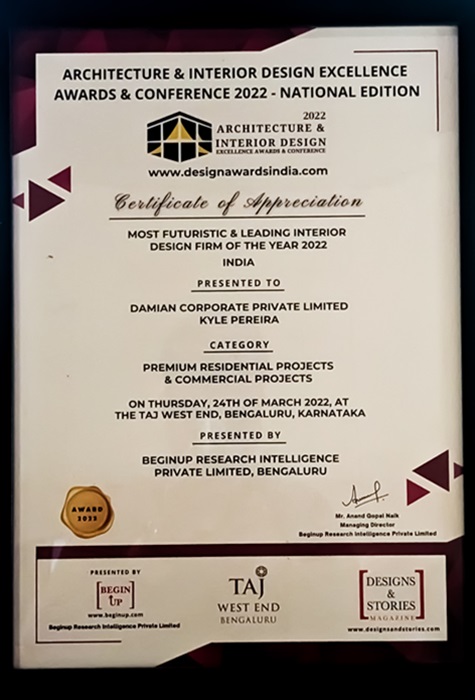 ARCHITECTURE & INTERIOR DESIGN EXCELLENCE
AWARDS & CONFERENCE 2022 - NATIONAL EDITION
2022
ARCHITECTURE &
INTERIOR DESIGN
EXCELLENCE AWARDS & CONFERENCE
www.designawardsindia.com
Certificate of Appreciation
MOST FUTURISTIC & LEADING INTERIOR
DESIGN FIRM OF THE YEAR 2022
INDIA
PRESENTED TO
DAMIAN CORPORATE PRIVATE LIMITED
KYLE PEREIRA
CATEGORY
PREMIUM RESIDENTIAL PROJECTS
& COMMERCIAL PROJECTS
ON THURSDAY, 24TH OF MARCH 2022, AT
THE TAJ WEST END, BENGALURU, KARNATAKA
PRESENTED BY
BEGINUP RESEARCH INTELLIGENCE
PRIVATE LIMITED, BENGALURU
AWARD
2022
Mr. Anand Gopal Naik
Managing Director
Beginup Research Intelligence Private Limited
PRESENTED BY
BEGIN
UP
www.beginup.com
Beginup Research Intelligence Private Limited
TAJ
WEST END
BENGALURU
DESIGNS
&
STORIES
MAGAZINE
www.designsandstories.com